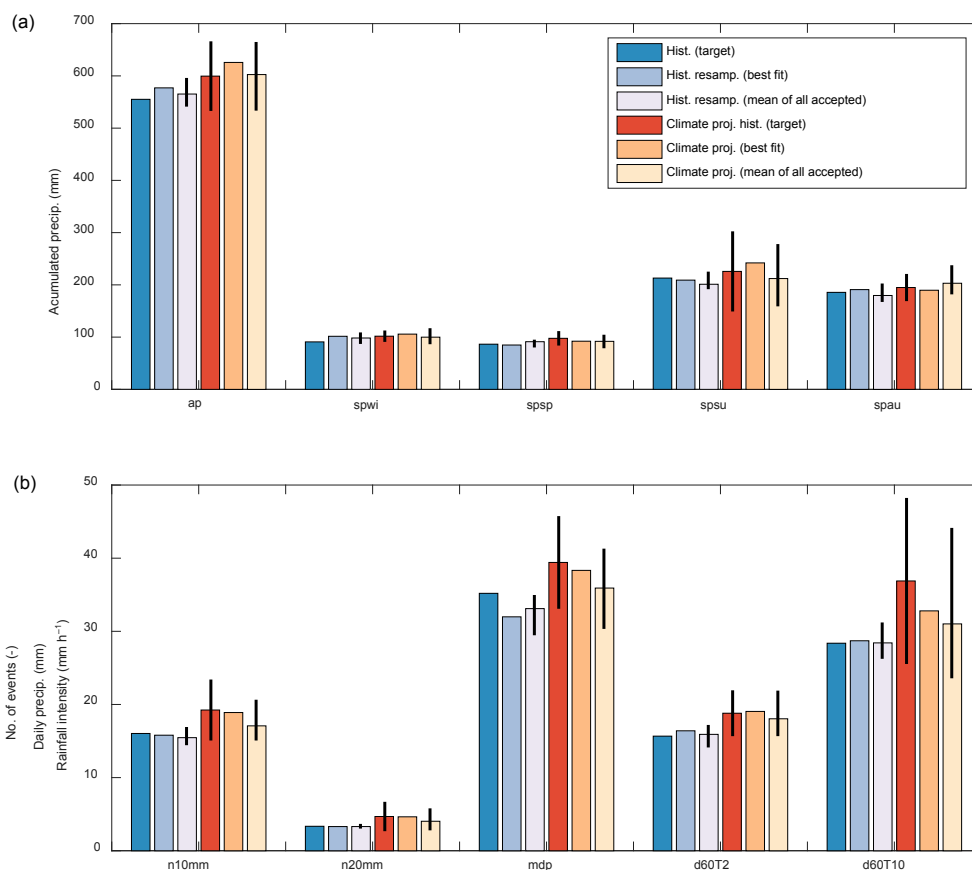 (a)
700
600
500
400
300
200
100
0
Acumulated precip. (mm)
Hist. (target)
Hist. resamp. (best fit)
Hist. resamp. (mean of all accepted)
Climate proj. hist. (target)
Climate proj. (best fit)
Climate proj. (mean of all accepted)
ap spwi spsp spsu spau
(b)
50
40
30
20
10
0
No. of events (-)
Daily precip. (mm)
Rainfall intensity (mm h⁻¹)
n10mm n20mm mdp d60T2 d60T10